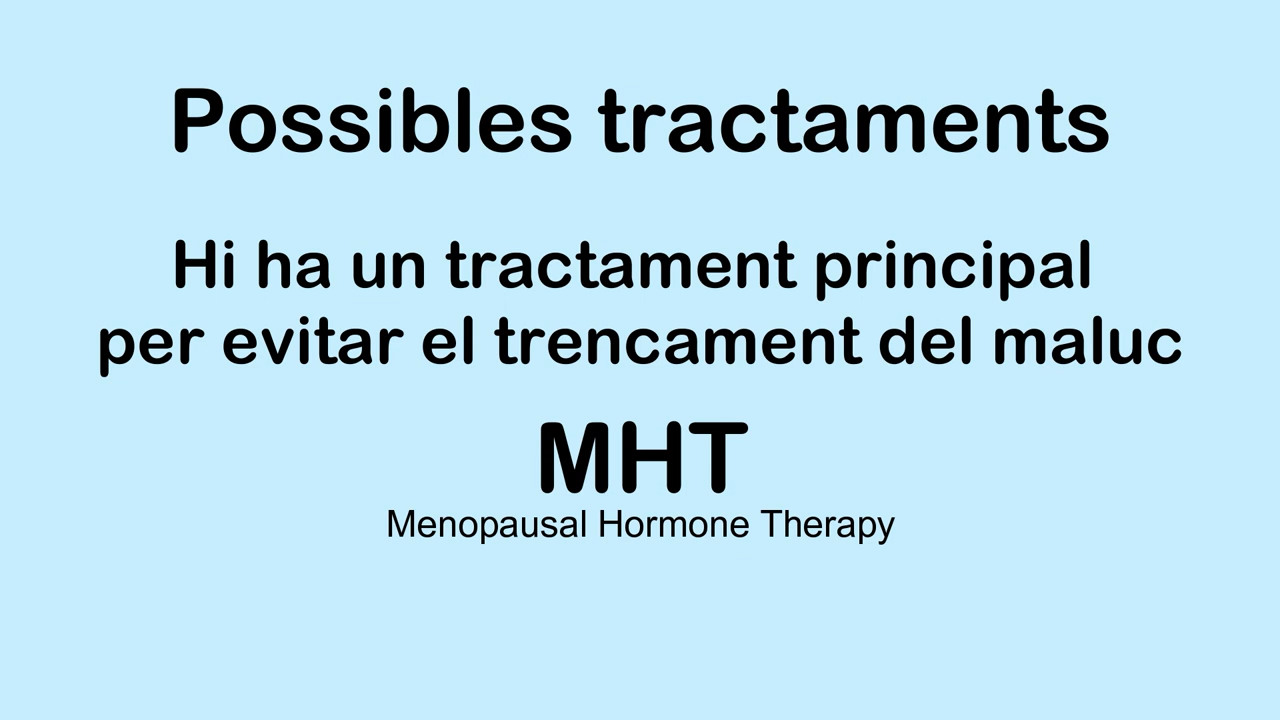 Possibles tractaments
Hi ha un tractament principal
per evitar el trencament del maluc
MHT
Menopausal Hormone Therapy